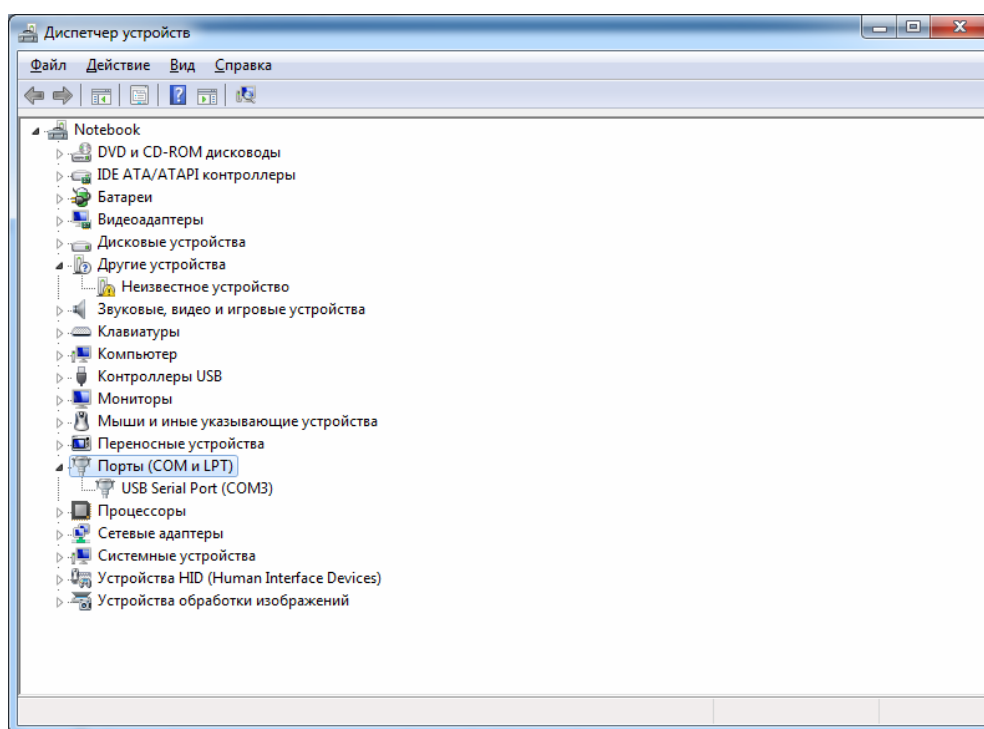 Диспетчер устройств
Файл Действие Вид Справка
Notebook
DVD и CD-ROM дисководы
IDE ATA/ATAPI контроллеры
Батареи
Видеоадаптеры
Дисковые устройства
Другие устройства
Неизвестное устройство
Звуковые, видео и игровые устройства
Клавиатуры
Компьютер
Контроллеры USB
Мониторы
Мыши и иные указывающие устройства
Переносные устройства
Порты (COM и LPT)
USB Serial Port (COM3)
Процессоры
Сетевые адаптеры
Системные устройства
Устройства HID (Human Interface Devices)
Устройства обработки изображений